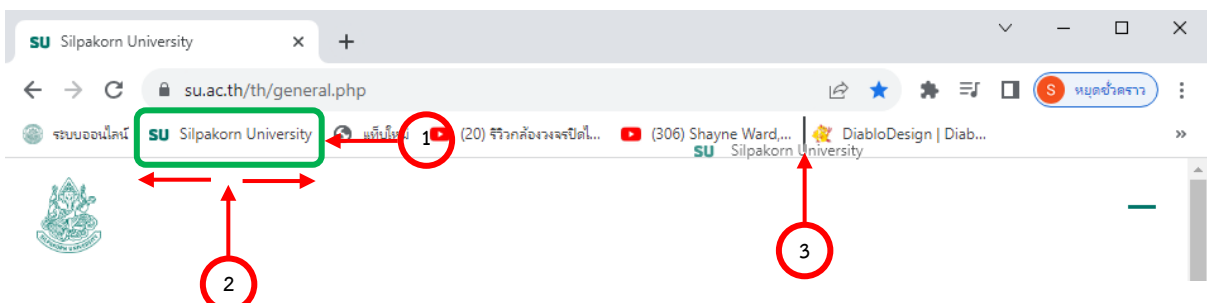 SU Silpakorn University
su.ac.th/th/general.php
S หยุดชั่วคราว
ระบบออนไลน์ SU Silpakorn University แท็บใหม่ 1 (20) รีวิวกล้องวงจรปิดไ... (306) Shayne Ward,... DiabloDesign | Diab...
SU Silpakorn University
3
2